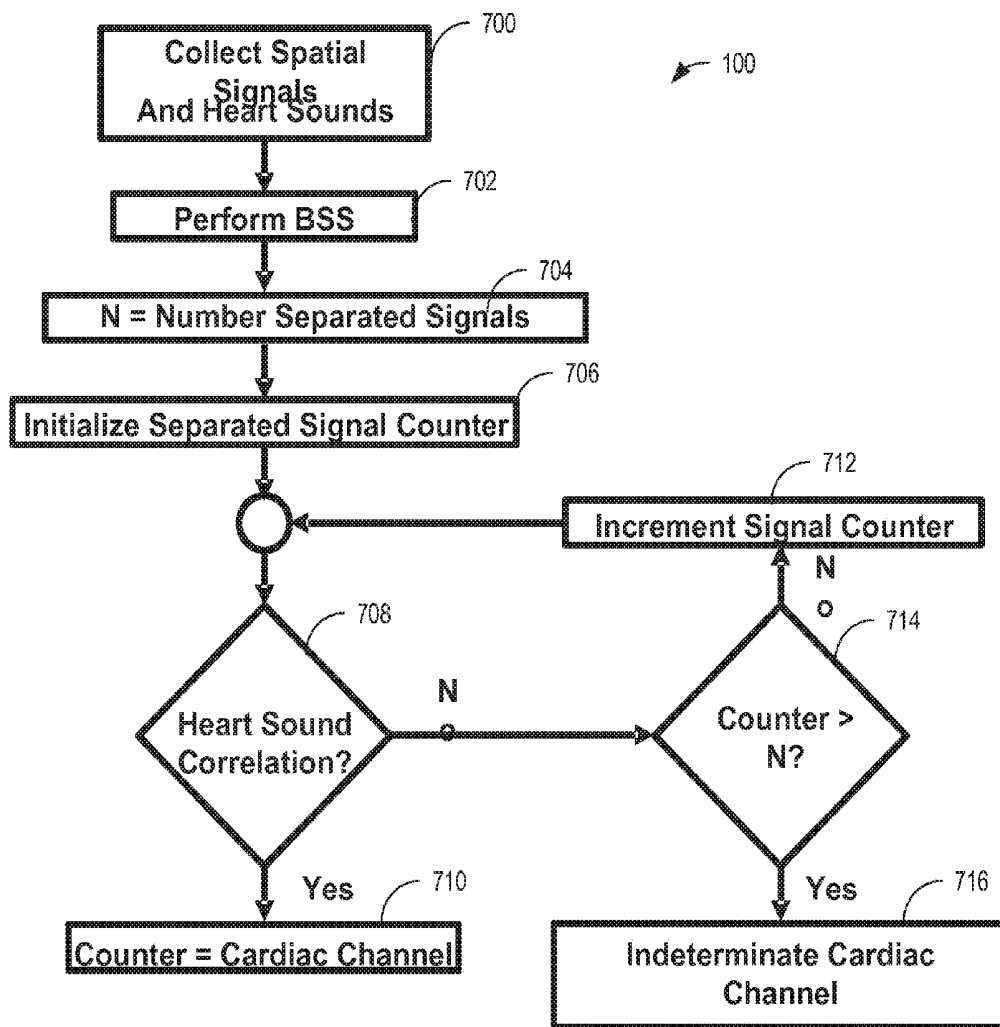 700
Collect Spatial
Signals
And Heart Sounds
100
702
Perform BSS
704
N = Number Separated Signals
706
Initialize Separated Signal Counter
712
Increment Signal Counter
N
o
708
Heart Sound
Correlation?
N
o
714
Counter >
N?
Yes
710
Counter = Cardiac Channel
Yes
716
Indeterminate Cardiac
Channel